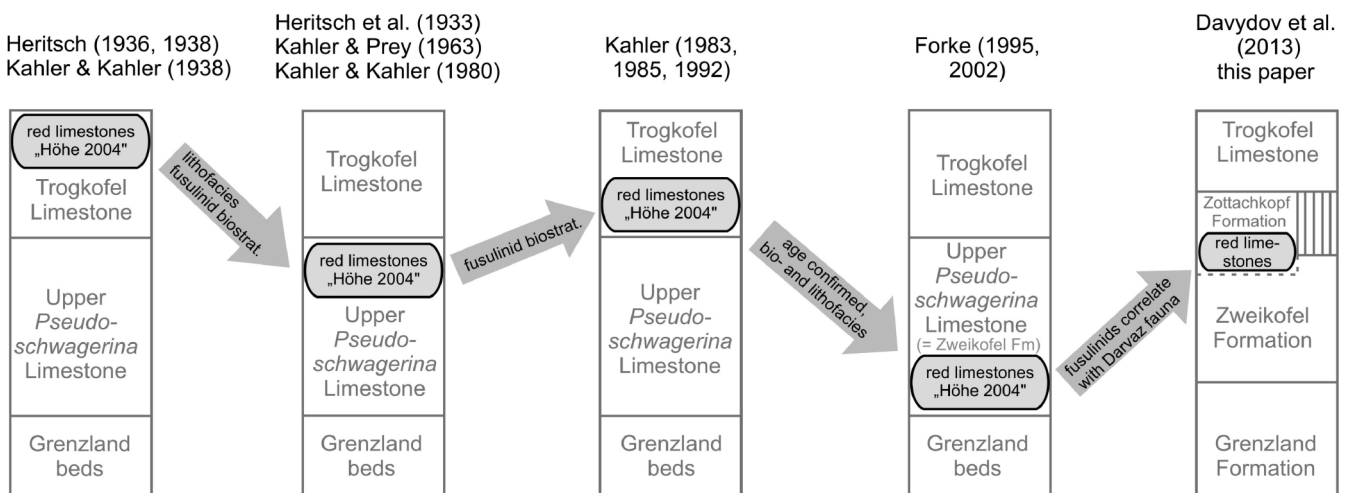 Heritsch (1936, 1938)
Kahler & Kahler (1938)
red limestones
„Höhe 2004"
Trogkofel
Limestone
Upper
Pseudo-
schwagerina
Limestone
Grenzland
beds
lithofacies
fusulinid biostrat.
Heritsch et al. (1933)
Kahler & Prey (1963)
Kahler & Kahler (1980)
Trogkofel
Limestone
red limestones
„Höhe 2004"
Upper
Pseudo-
schwagerina
Limestone
Grenzland
beds
fusulinid biostrat.
Kahler (1983,
1985, 1992)
Trogkofel
Limestone
red limestones
„Höhe 2004"
Upper
Pseudo-
schwagerina
Limestone
Grenzland
beds
age confirmed,
bio- and lithofacies
Forke (1995,
2002)
Trogkofel
Limestone
Upper
Pseudo-
schwagerina
Limestone
(= Zweikofel Fm)
red limestones
„Höhe 2004"
Grenzland
beds
fusulinids correlate
with Darvaz fauna
Davydov et al.
(2013)
this paper
Trogkofel
Limestone
Zottachkopf
Formation
red lime-
stones
Zweikofel
Formation
Grenzland
Formation